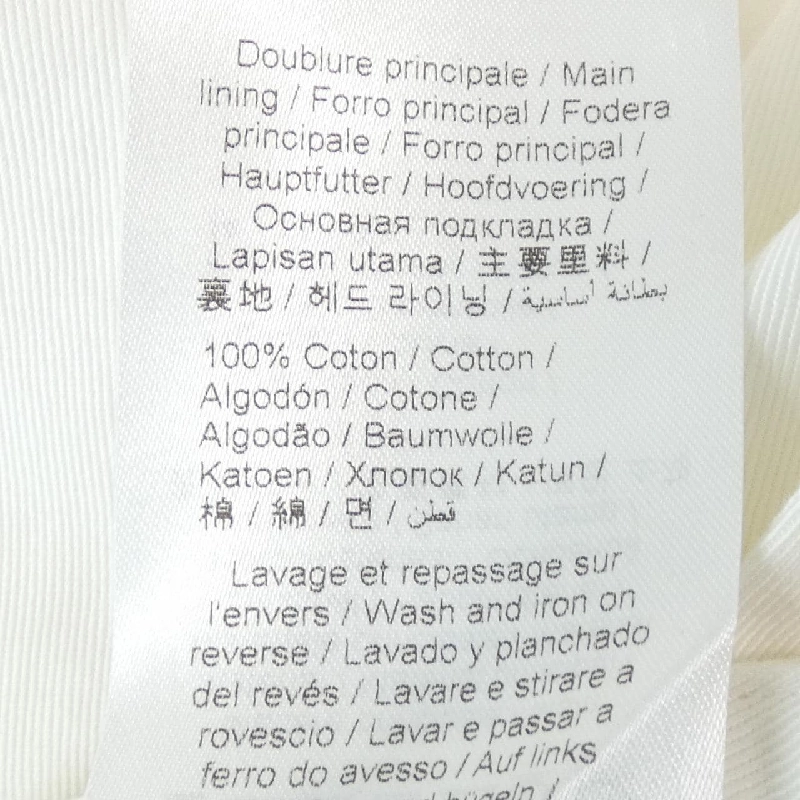 Doublure principale / Main
lining / Forro principal / Fodera
principale / Forro principal /
Hauptfutter / Hoofdvoering /
Основная подкладка /
Lapisan utama / 主要里料 /
裏地 / 헤드 라이닝 / بطانة أساسية
100% Coton / Cotton /
Algodón / Cotone /
Algodão / Baumwolle /
Katoen / Хлопок / Katun /
棉 / 綿 / 면 / قطن
Lavage et repassage sur
l'envers / Wash and iron on
reverse / Lavado y planchado
del revés / Lavare e stirare a
rovescio / Lavar e passar a
ferro do avesso / Auf links
bügeln /